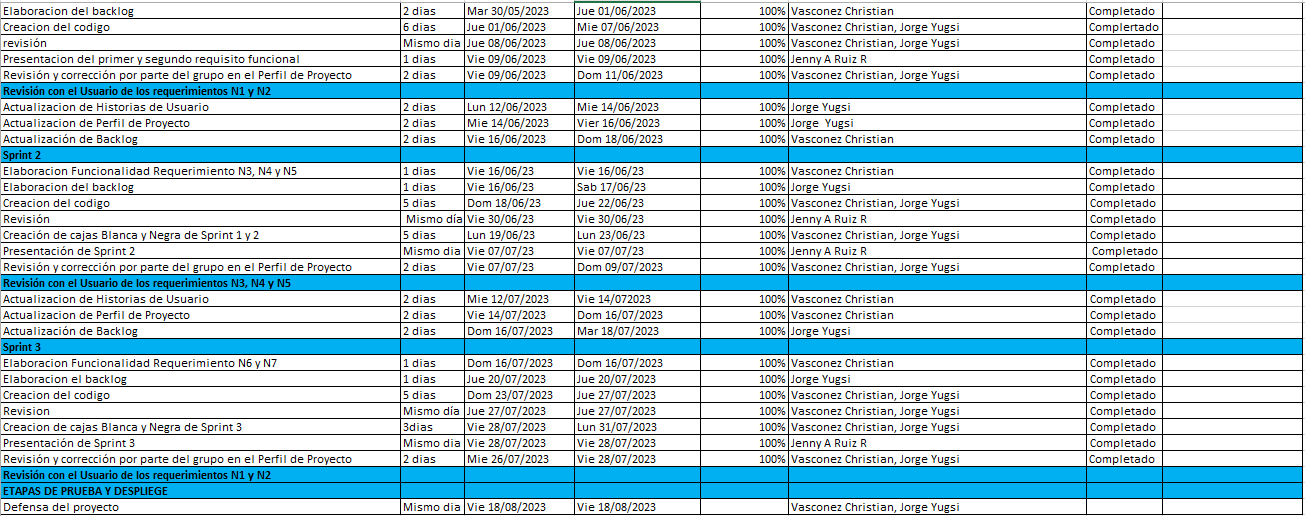 Elaboracion del backlog 2 dias Mar 30/05/2023 Jue 01/06/2023 100% Vasconez Christian Completado
Creacion del codigo 6 dias Jue 01/06/2023 Mie 07/06/2023 100% Vasconez Christian, Jorge Yugsi Complertado
revisión Mismo dia Jue 08/06/2023 Jue 08/06/2023 100% Vasconez Christian, Jorge Yugsi Completado
Presentacion del primer y segundo requisito funcional 1 dias Vie 09/06/2023 Vie 09/06/2023 100% Jenny A Ruiz R Completado
Revisión y corrección por parte del grupo en el Perfil de Proyecto 2 dias Vie 09/06/2023 Dom 11/06/2023 100% Vasconez Christian, Jorge Yugsi Completado
Revisión con el Usuario de los requerimientos N1 y N2
Actualizacion de Historias de Usuario 2 dias Lun 12/06/2023 Mie 14/06/2023 100% Jorge Yugsi Completado
Actualizacion de Perfil de Proyecto 2 dias Mie 14/06/2023 Vier 16/06/2023 100% Jorge Yugsi Completado
Actualización de Backlog 2 dias Vie 16/06/2023 Dom 18/06/2023 100% Vasconez Christian Completado
Sprint 2
Elaboracion Funcionalidad Requerimiento N3, N4 y N5 1 dias Vie 16/06/23 Vie 16/06/23 100% Vasconez Christian Completado
Elaboracion del backlog 1 dias Vie 16/06/23 Sab 17/06/23 100% Jorge Yugsi Completado
Creacion del codigo 5 dias Dom 18/06/23 Jue 22/06/23 100% Vasconez Christian, Jorge Yugsi Completado
Revisión Mismo día Vie 30/06/23 Vie 30/06/23 100% Jenny A Ruiz R Completado
Creación de cajas Blanca y Negra de Sprint 1 y 2 5 dias Lun 19/06/23 Lun 23/06/23 100% Vasconez Christian, Jorge Yugsi Completado
Presentación de Sprint 2 Mismo dia Vie 07/07/23 Vie 07/07/23 100% Jenny A Ruiz R Completado
Revisión y corrección por parte del grupo en el Perfil de Proyecto 2 dias Vie 07/07/23 Dom 09/07/2023 100% Vasconez Christian, Jorge Yugsi Completado
Revisión con el Usuario de los requerimientos N3, N4 y N5
Actualizacion de Historias de Usuario 2 dias Mie 12/07/2023 Vie 14/072023 100% Vasconez Christian Completado
Actualizacion de Perfil de Proyecto 2 dias Vie 14/07/2023 Dom 16/07/2023 100% Vasconez Christian Completado
Actualización de Backlog 2 dias Dom 16/07/2023 Mar 18/07/2023 100% Jorge Yugsi Completado
Sprint 3
Elaboracion Funcionalidad Requerimiento N6 y N7 1 dias Dom 16/07/2023 Dom 16/07/2023 100% Vasconez Christian Completado
Elaboracion el backlog 1 dias Jue 20/07/2023 Jue 20/07/2023 100% Jorge Yugsi Completado
Creacion del codigo 5 dias Dom 23/07/2023 Jue 27/07/2023 100% Vasconez Christian, Jorge Yugsi Completado
Revision Mismo día Jue 27/07/2023 Jue 27/07/2023 100% Vasconez Christian, Jorge Yugsi Completado
Creacion de cajas Blanca y Negra de Sprint 3 3dias Vie 28/07/2023 Lun 31/07/2023 100% Vasconez Christian, Jorge Yugsi Completado
Presentación de Sprint 3 Mismo dia Vie 28/07/2023 Vie 28/07/2023 100% Jenny A Ruiz R Completado
Revisión y corrección por parte del grupo en el Perfil de Proyecto 2 dias Mie 26/07/2023 Vie 28/07/2023 100% Vasconez Christian, Jorge Yugsi Completado
Revisión con el Usuario de los requerimientos N1 y N2
ETAPAS DE PRUEBA Y DESPLIEGE
Defensa del proyecto Mismo dia Vie 18/08/2023 Vie 18/08/2023 Vasconez Christian, Jorge Yugsi